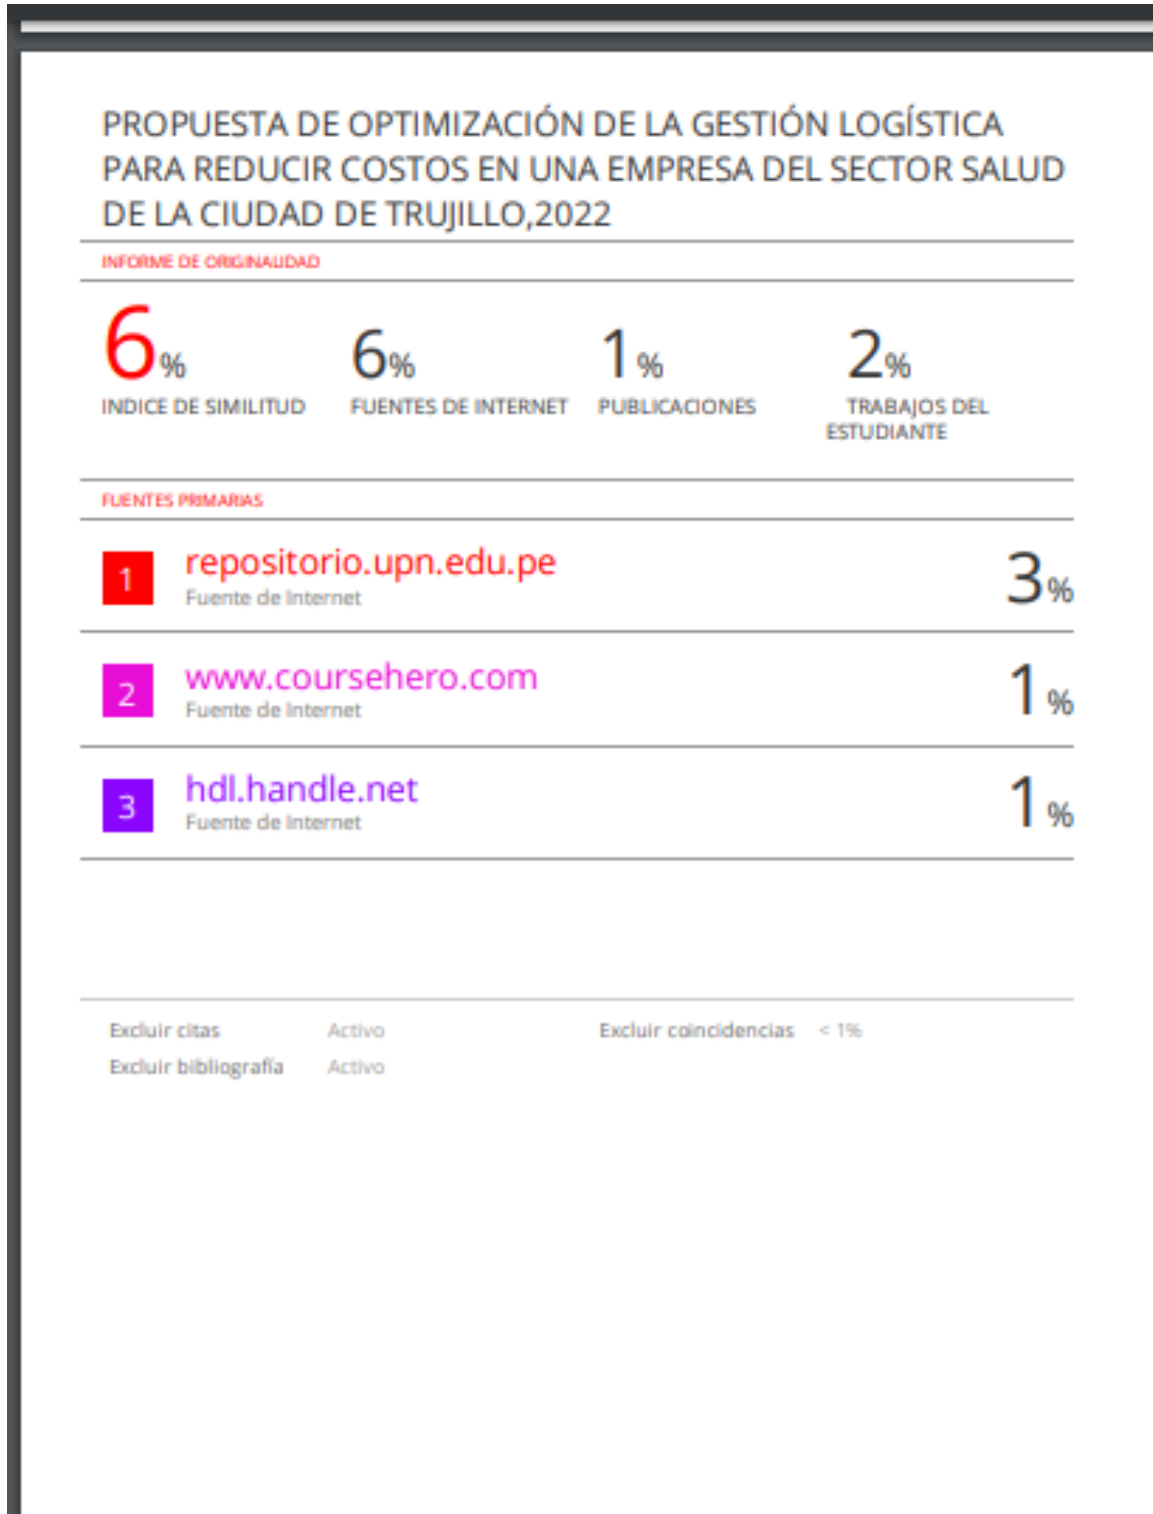 PROPUESTA DE OPTIMIZACIÓN DE LA GESTIÓN LOGÍSTICA
PARA REDUCIR COSTOS EN UNA EMPRESA DEL SECTOR SALUD
DE LA CIUDAD DE TRUJILLO,2022
INFORME DE ORIGINALIDAD
6% 6% 1% 2%
INDICE DE SIMILITUD FUENTES DE INTERNET PUBLICACIONES TRABAJOS DEL
ESTUDIANTE
FUENTES PRIMARIAS
1 repositorio.upn.edu.pe 3%
Fuente de Internet
2 www.coursehero.com 1%
Fuente de Internet
3 hdl.handle.net 1%
Fuente de Internet
Excluir citas Activo Excluir coincidencias < 1%
Excluir bibliografía Activo